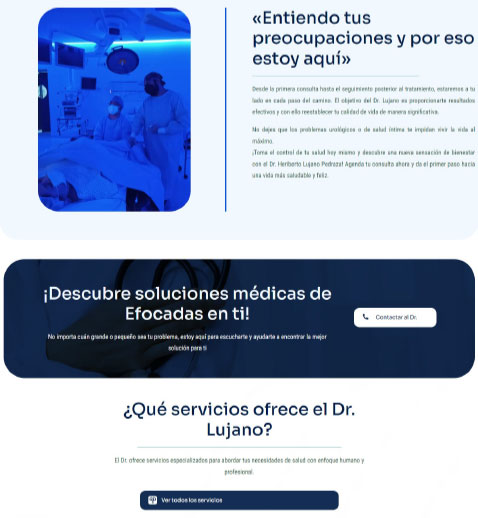 «Entiendo tus
preocupaciones y por eso
estoy aquí»
Desde la primera consulta hasta el seguimiento posterior al tratamiento, estaremos a tu
lado en cada paso del camino. El objetivo del Dr. Lujano es proporcionarte resultados
efectivos y con ello reestablecer tu calidad de vida de manera significativa.
No dejes que los problemas urológicos o de salud íntima te impidan vivir la vida al
máximo.
¡Toma el control de tu salud hoy mismo y descubre una nueva sensación de bienestar
con el Dr. Heriberto Lujano Pedraza! Agenda tu consulta ahora y da el primer paso hacia
una vida más saludable y feliz.
¡Descubre soluciones médicas de
Efocadas en ti!
No importa cuán grande o pequeño sea tu problema, estoy aquí para escucharte y ayudarte a encontrar la mejor
solución para ti
Contactar al Dr.
¿Qué servicios ofrece el Dr.
Lujano?
El Dr. ofrece servicios especializados para abordar tus necesidades de salud con enfoque humano y
profesional.
Ver todos los servicios